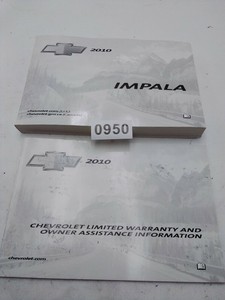 2010
IMPALA
0950
2010
CHEVROLET LIMITED WARRANTY AND
OWNER ASSISTANCE INFORMATION
chevrolet.com